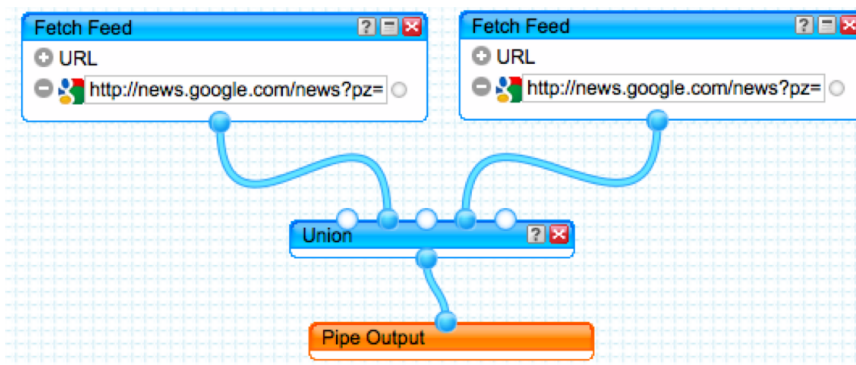 Fetch Feed
URL
http://news.google.com/news?pz=
Fetch Feed
URL
http://news.google.com/news?pz=
Union
Pipe Output